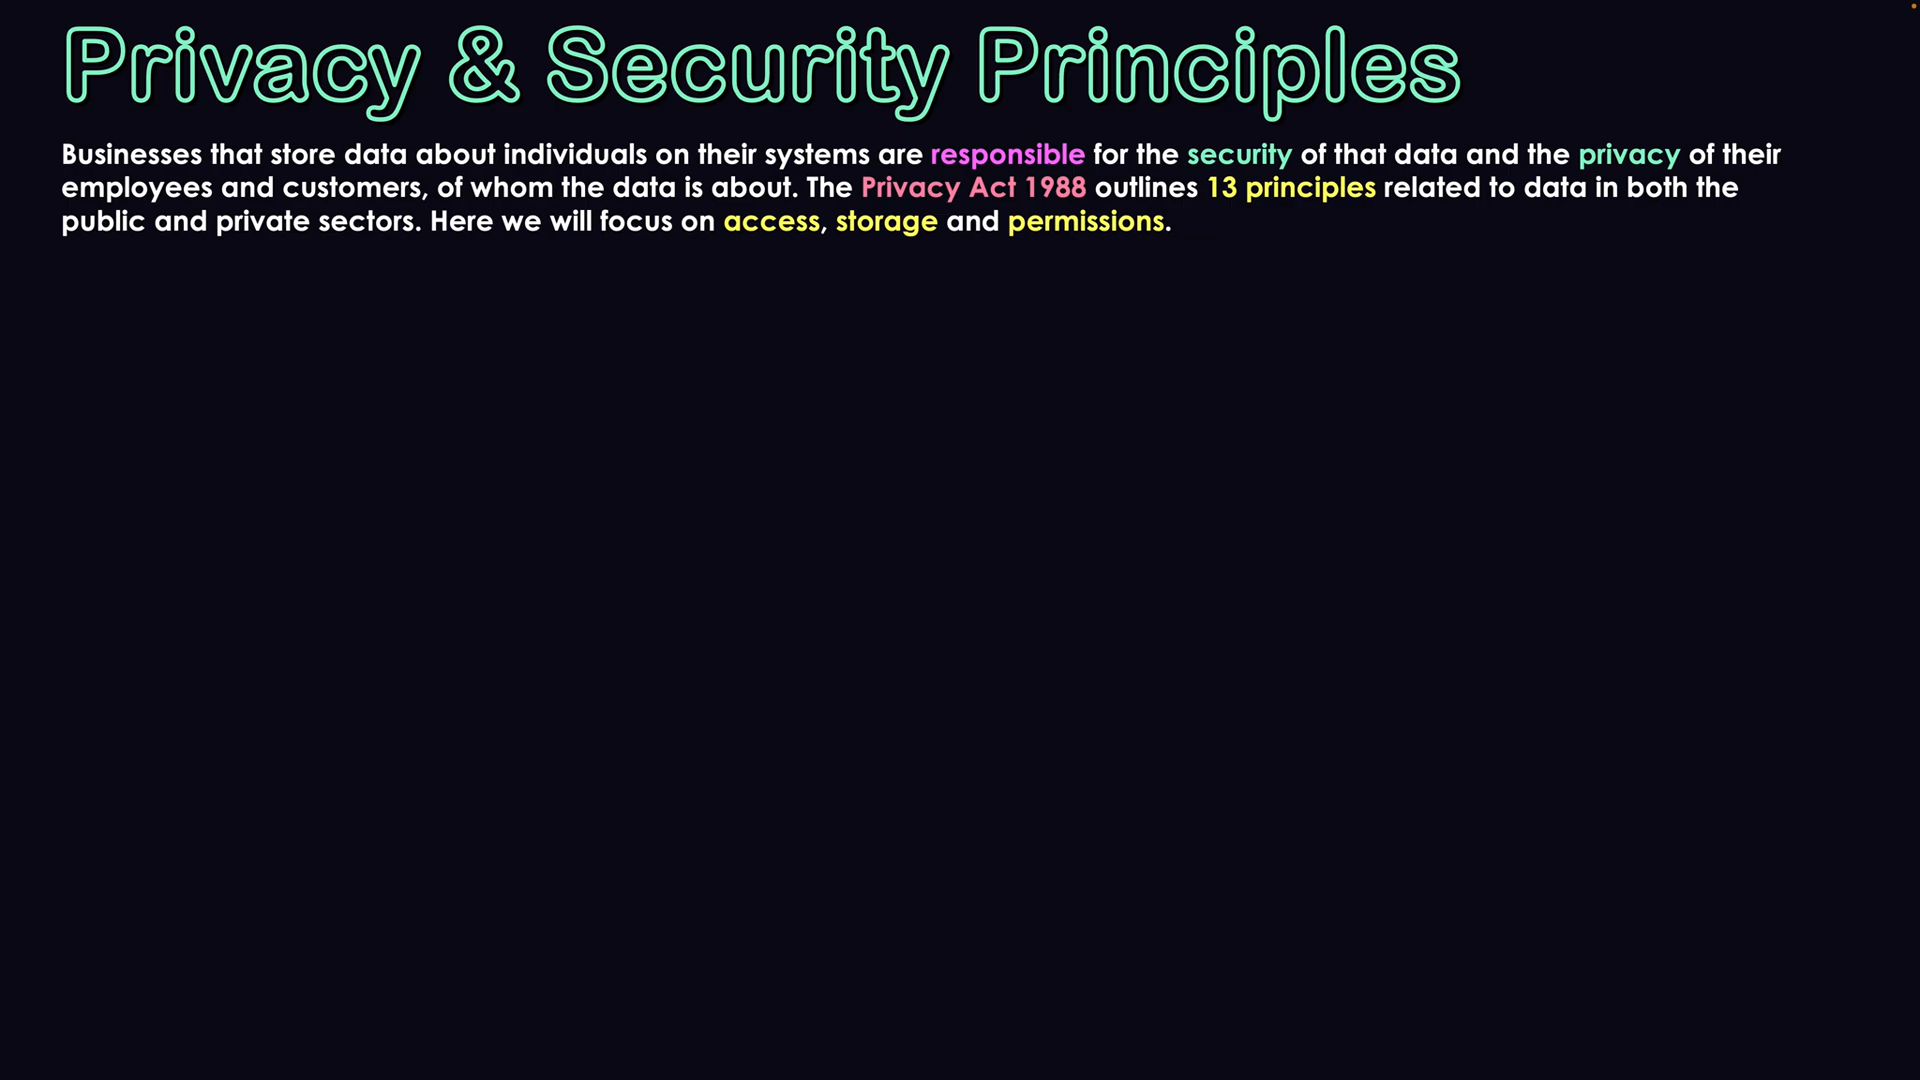 Privacy & Security Principles
Businesses that store data about individuals on their systems are responsible for the security of that data and the privacy of their
employees and customers, of whom the data is about. The Privacy Act 1988 outlines 13 principles related to data in both the
public and private sectors. Here we will focus on access, storage and permissions.